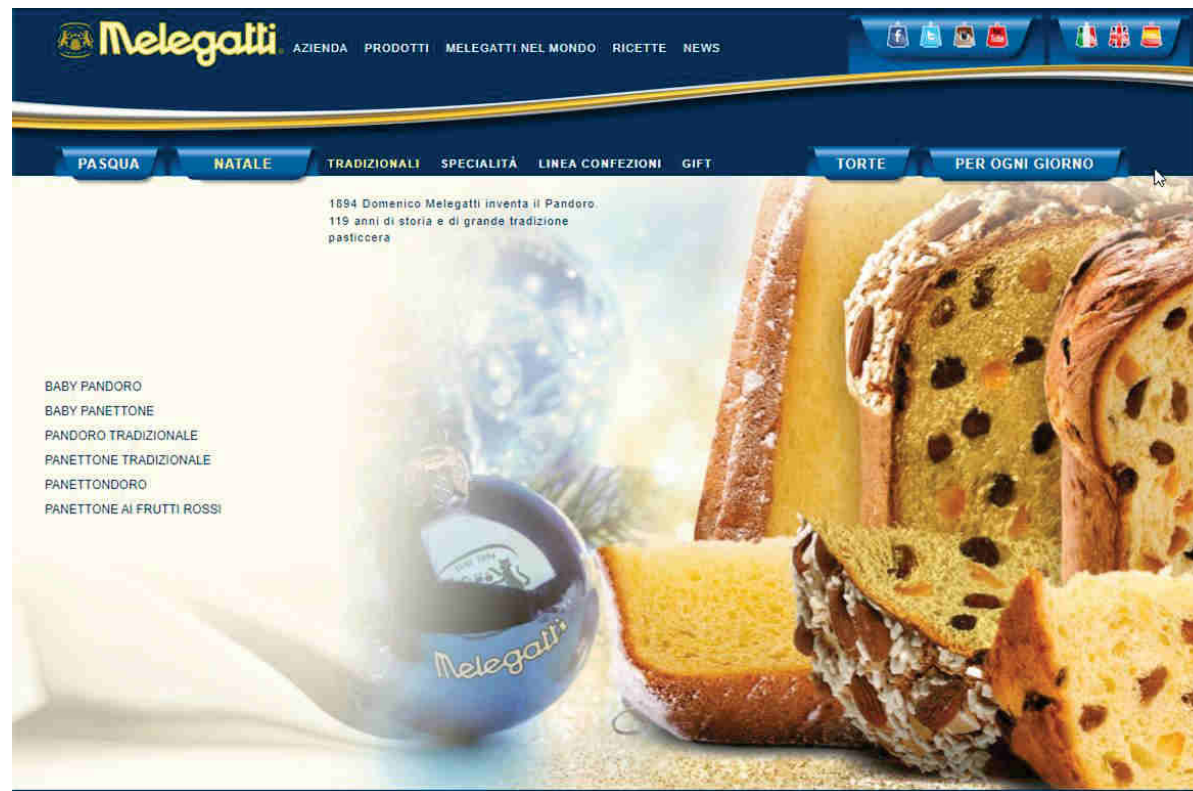 Melegatti
AZIENDA PRODOTTI MELEGATTI NEL MONDO RICETTE NEWS
PASQUA NATALE TRADIZIONALI SPECIALITÀ LINEA CONFEZIONI GIFT TORTE PER OGNI GIORNO
1894 Domenico Melegatti inventa il Pandoro.
119 anni di storia e di grande tradizione
pasticcera
BABY PANDORO
BABY PANETTONE
PANDORO TRADIZIONALE
PANETTONE TRADIZIONALE
PANETTONDORO
PANETTONE AI FRUTTI ROSSI
Melegatti